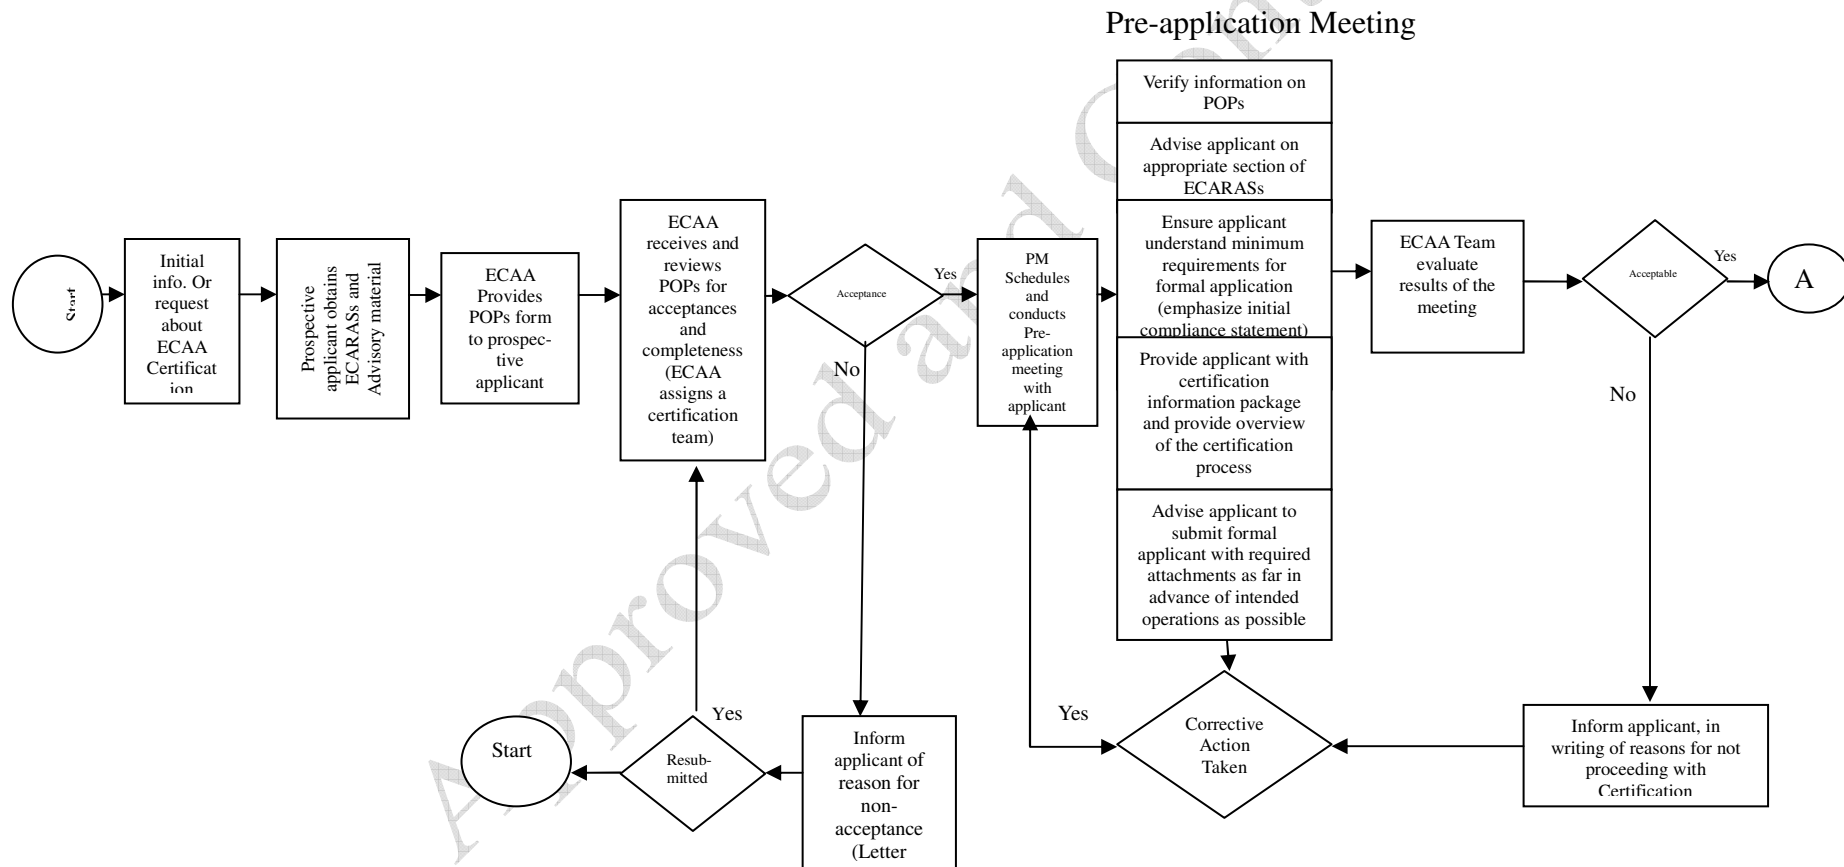 Pre-application Meeting
Start
Initial
info. Or
request
about
ECAA
Certificat
ion
Prospective
applicant obtains
ECARASs and
Advisory material
ECAA
Provides
POPs form
to prospec-
tive
applicant
ECAA
receives and
reviews
POPs for
acceptances
and
completeness
(ECAA
assigns a
certification
team)
Acceptance
Yes
No
PM
Schedules
and
conducts
Pre-
application
meeting
with
applicant
Verify information on
POPs
Advise applicant on
appropriate section of
ECARASs
Ensure applicant
understand minimum
requirements for
formal application
(emphasize initial
compliance statement)
Provide applicant with
certification
information package
and provide overview
of the certification
process
Advise applicant to
submit formal
applicant with required
attachments as far in
advance of intended
operations as possible
ECAA Team
evaluate
results of the
meeting
Acceptable
Yes
A
No
Inform applicant, in
writing of reasons for not
proceeding with
Certification
Corrective
Action
Taken
Yes
Inform
applicant of
reason for
non-
acceptance
(Letter
Resub-
mitted
Yes
Start
Approved and